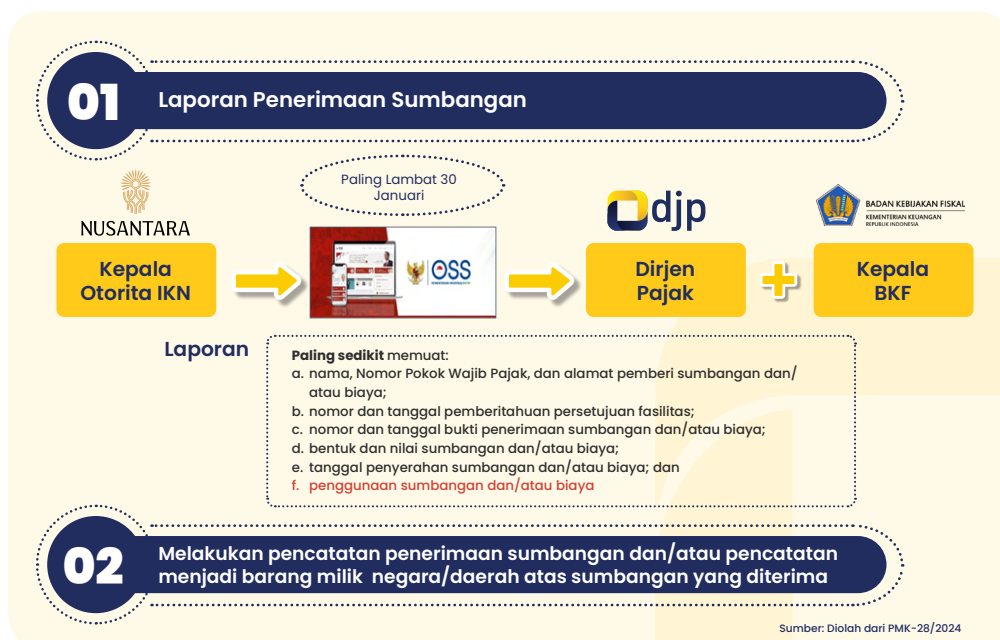 01
Laporan Penerimaan Sumbangan
NUSANTARA
Paling Lambat 30
Januari
djp
BADAN KEBIJAKAN FISKAL
KEMENTERIAN KEUANGAN
REPUBLIK INDONESIA
Kepala
Otorita IKN
OSS
Dirjen
Pajak
Kepala
BKF
Laporan
Paling sedikit memuat:
a. nama, Nomor Pokok Wajib Pajak, dan alamat pemberi sumbangan dan/
atau biaya;
b. nomor dan tanggal pemberitahuan persetujuan fasilitas;
c. nomor dan tanggal bukti penerimaan sumbangan dan/atau biaya;
d. bentuk dan nilai sumbangan dan/atau biaya;
e. tanggal penyerahan sumbangan dan/atau biaya; dan
f. penggunaan sumbangan dan/atau biaya
02
Melakukan pencatatan penerimaan sumbangan dan/atau pencatatan
menjadi barang milik negara/daerah atas sumbangan yang diterima
Sumber: Diolah dari PMK-28/2024